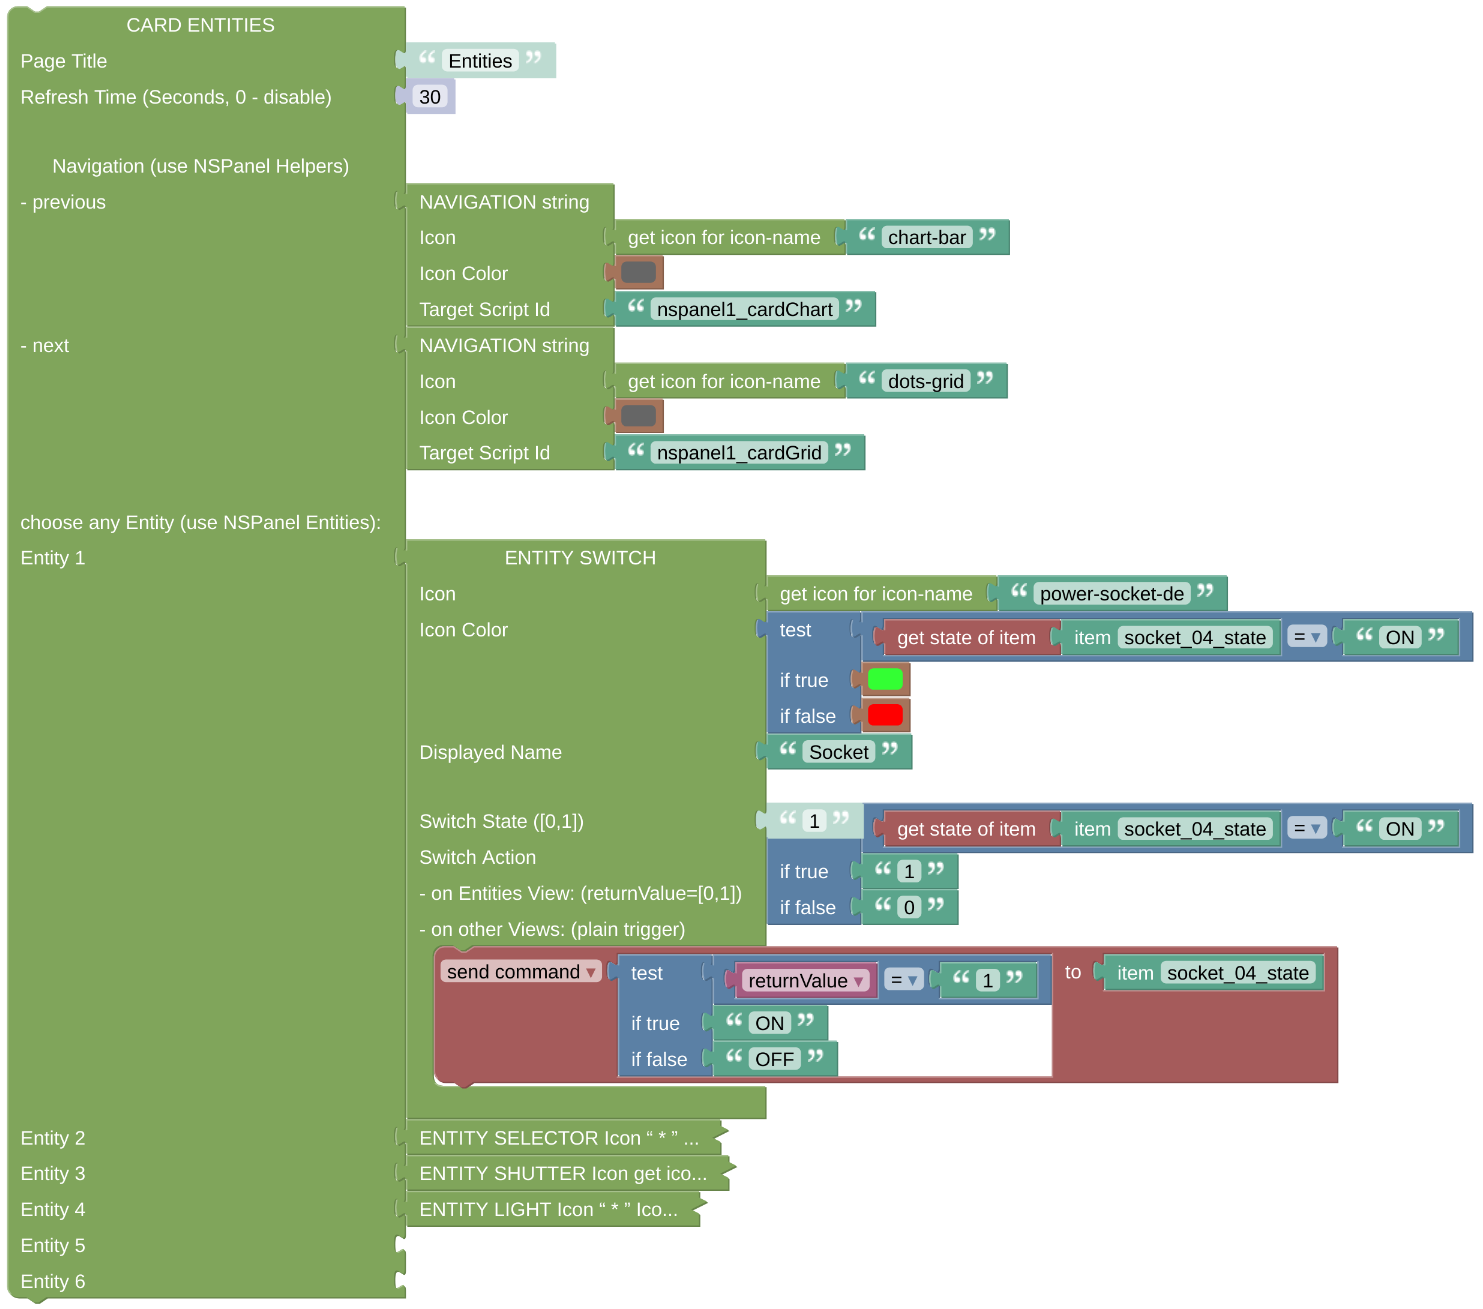 CARD ENTITIES
Page Title “ Entities ”
Refresh Time (Seconds, 0 - disable) 30
Navigation (use NSPanel Helpers)
- previous NAVIGATION string
Icon get icon for icon-name “ chart-bar ”
Icon Color
Target Script Id “ nspanel1_cardChart ”
- next NAVIGATION string
Icon get icon for icon-name “ dots-grid ”
Icon Color
Target Script Id “ nspanel1_cardGrid ”
choose any Entity (use NSPanel Entities):
Entity 1 ENTITY SWITCH
Icon get icon for icon-name “ power-socket-de ”
Icon Color test get state of item item socket_04_state = ▾ “ ON ”
if true
if false
Displayed Name “ Socket ”
Switch State ([0,1]) “ 1 ” get state of item item socket_04_state = ▾ “ ON ”
Switch Action if true “ 1 ”
- on Entities View: (returnValue=[0,1]) if false “ 0 ”
- on other Views: (plain trigger)
send command ▾ test returnValue ▾ = ▾ “ 1 ” to item socket_04_state
if true “ ON ”
if false “ OFF ”
Entity 2 ENTITY SELECTOR Icon “ * ” ...
Entity 3 ENTITY SHUTTER Icon get ico...
Entity 4 ENTITY LIGHT Icon “ * ” Ico...
Entity 5
Entity 6